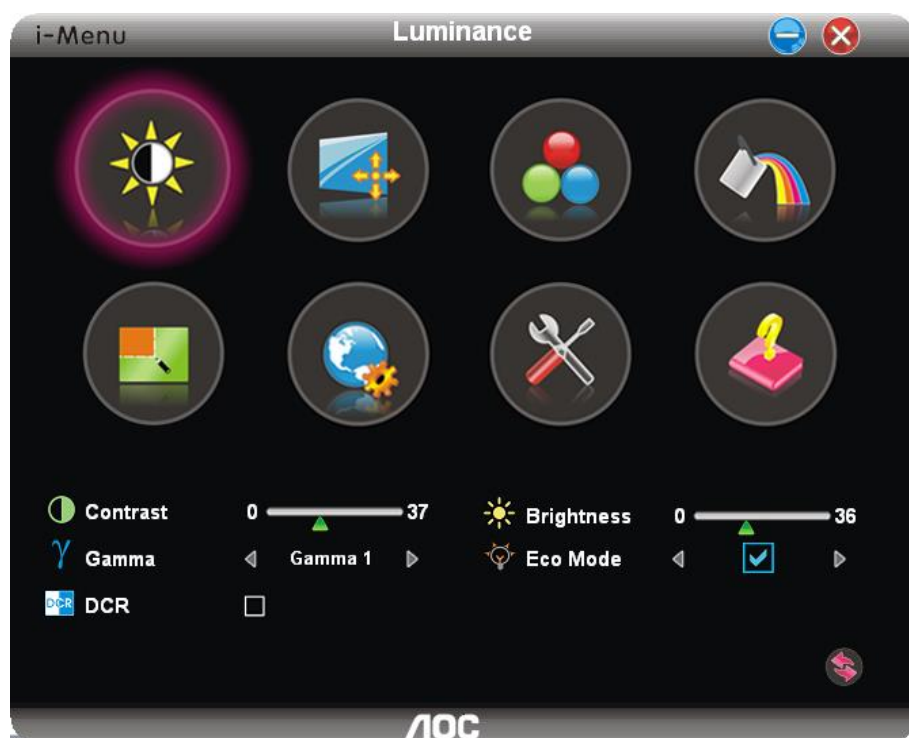 i-Menu
Luminance
Contrast 0 37
Brightness 0 36
γ Gamma Gamma 1
Eco Mode
DCR DCR
AOC